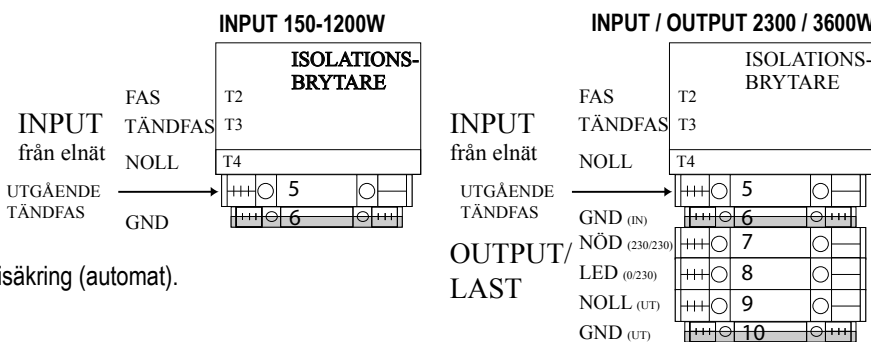 INPUT 150-1200W
ISOLATIONS-
BRYTARE
FAS T2
INPUT TÄNDFAS T3
från elnät
NOLL T4
UTGÅENDE
TÄNDFAS
5
GND 6
isäkring (automat).
INPUT / OUTPUT 2300 / 3600W
ISOLATIONS-
BRYTARE
FAS T2
INPUT TÄNDFAS T3
från elnät
NOLL T4
UTGÅENDE
TÄNDFAS
5
GND (IN) 6
OUTPUT/
LAST
NÖD (230/230) 7
LED (0/230) 8
NOLL (UT) 9
GND (UT) 10